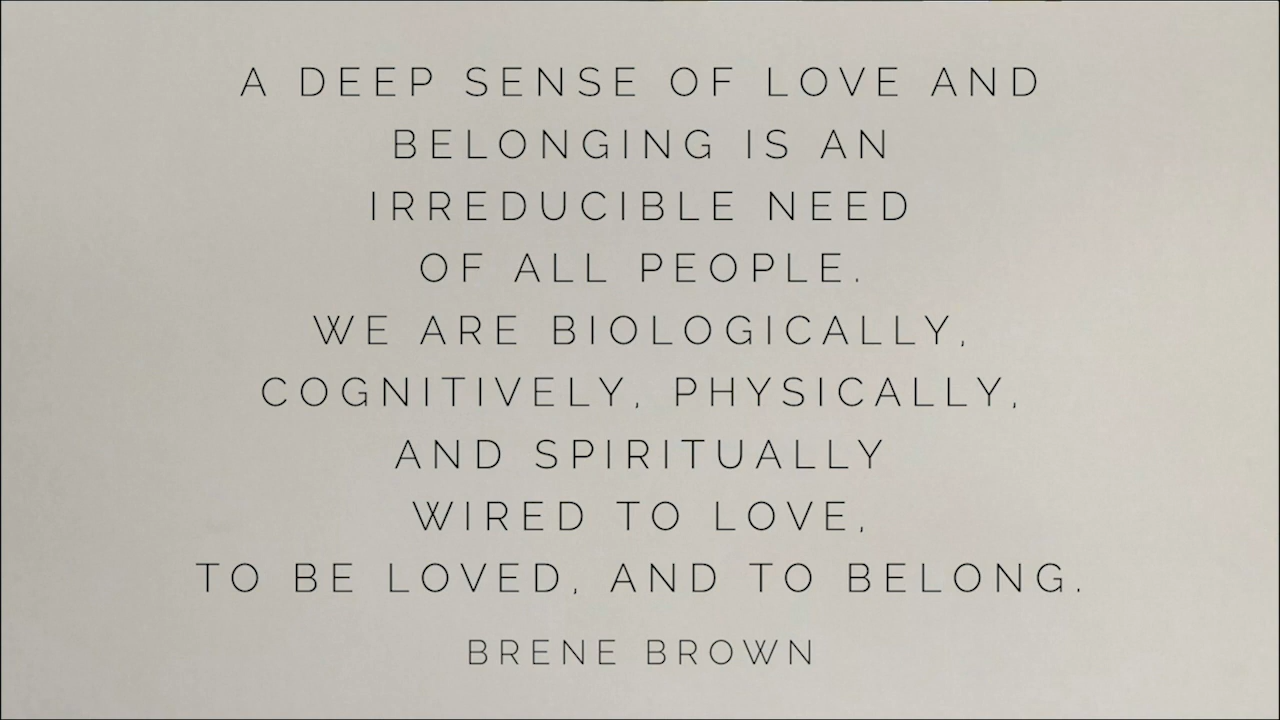 A DEEP SENSE OF LOVE AND
BELONGING IS AN
IRREDUCIBLE NEED
OF ALL PEOPLE.
WE ARE BIOLOGICALLY,
COGNITIVELY, PHYSICALLY,
AND SPIRITUALLY
WIRED TO LOVE,
TO BE LOVED, AND TO BELONG.
BRENE BROWN